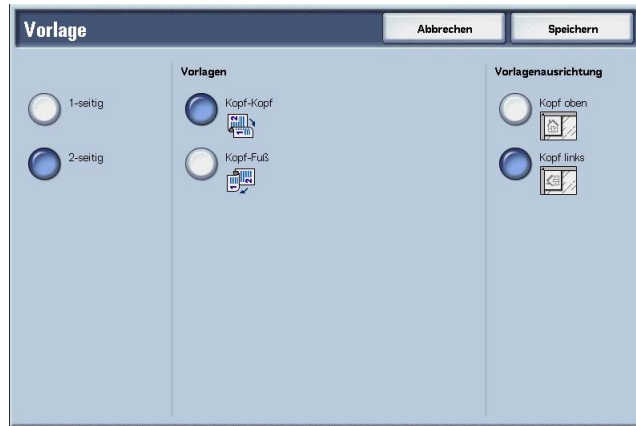 Vorlage
Abbrechen
Speichern
1-seitig
2-seitig
Vorlagen
Kopf-Kopf
Kopf-Fuß
Vorlagenausrichtung
Kopf oben
Kopf links